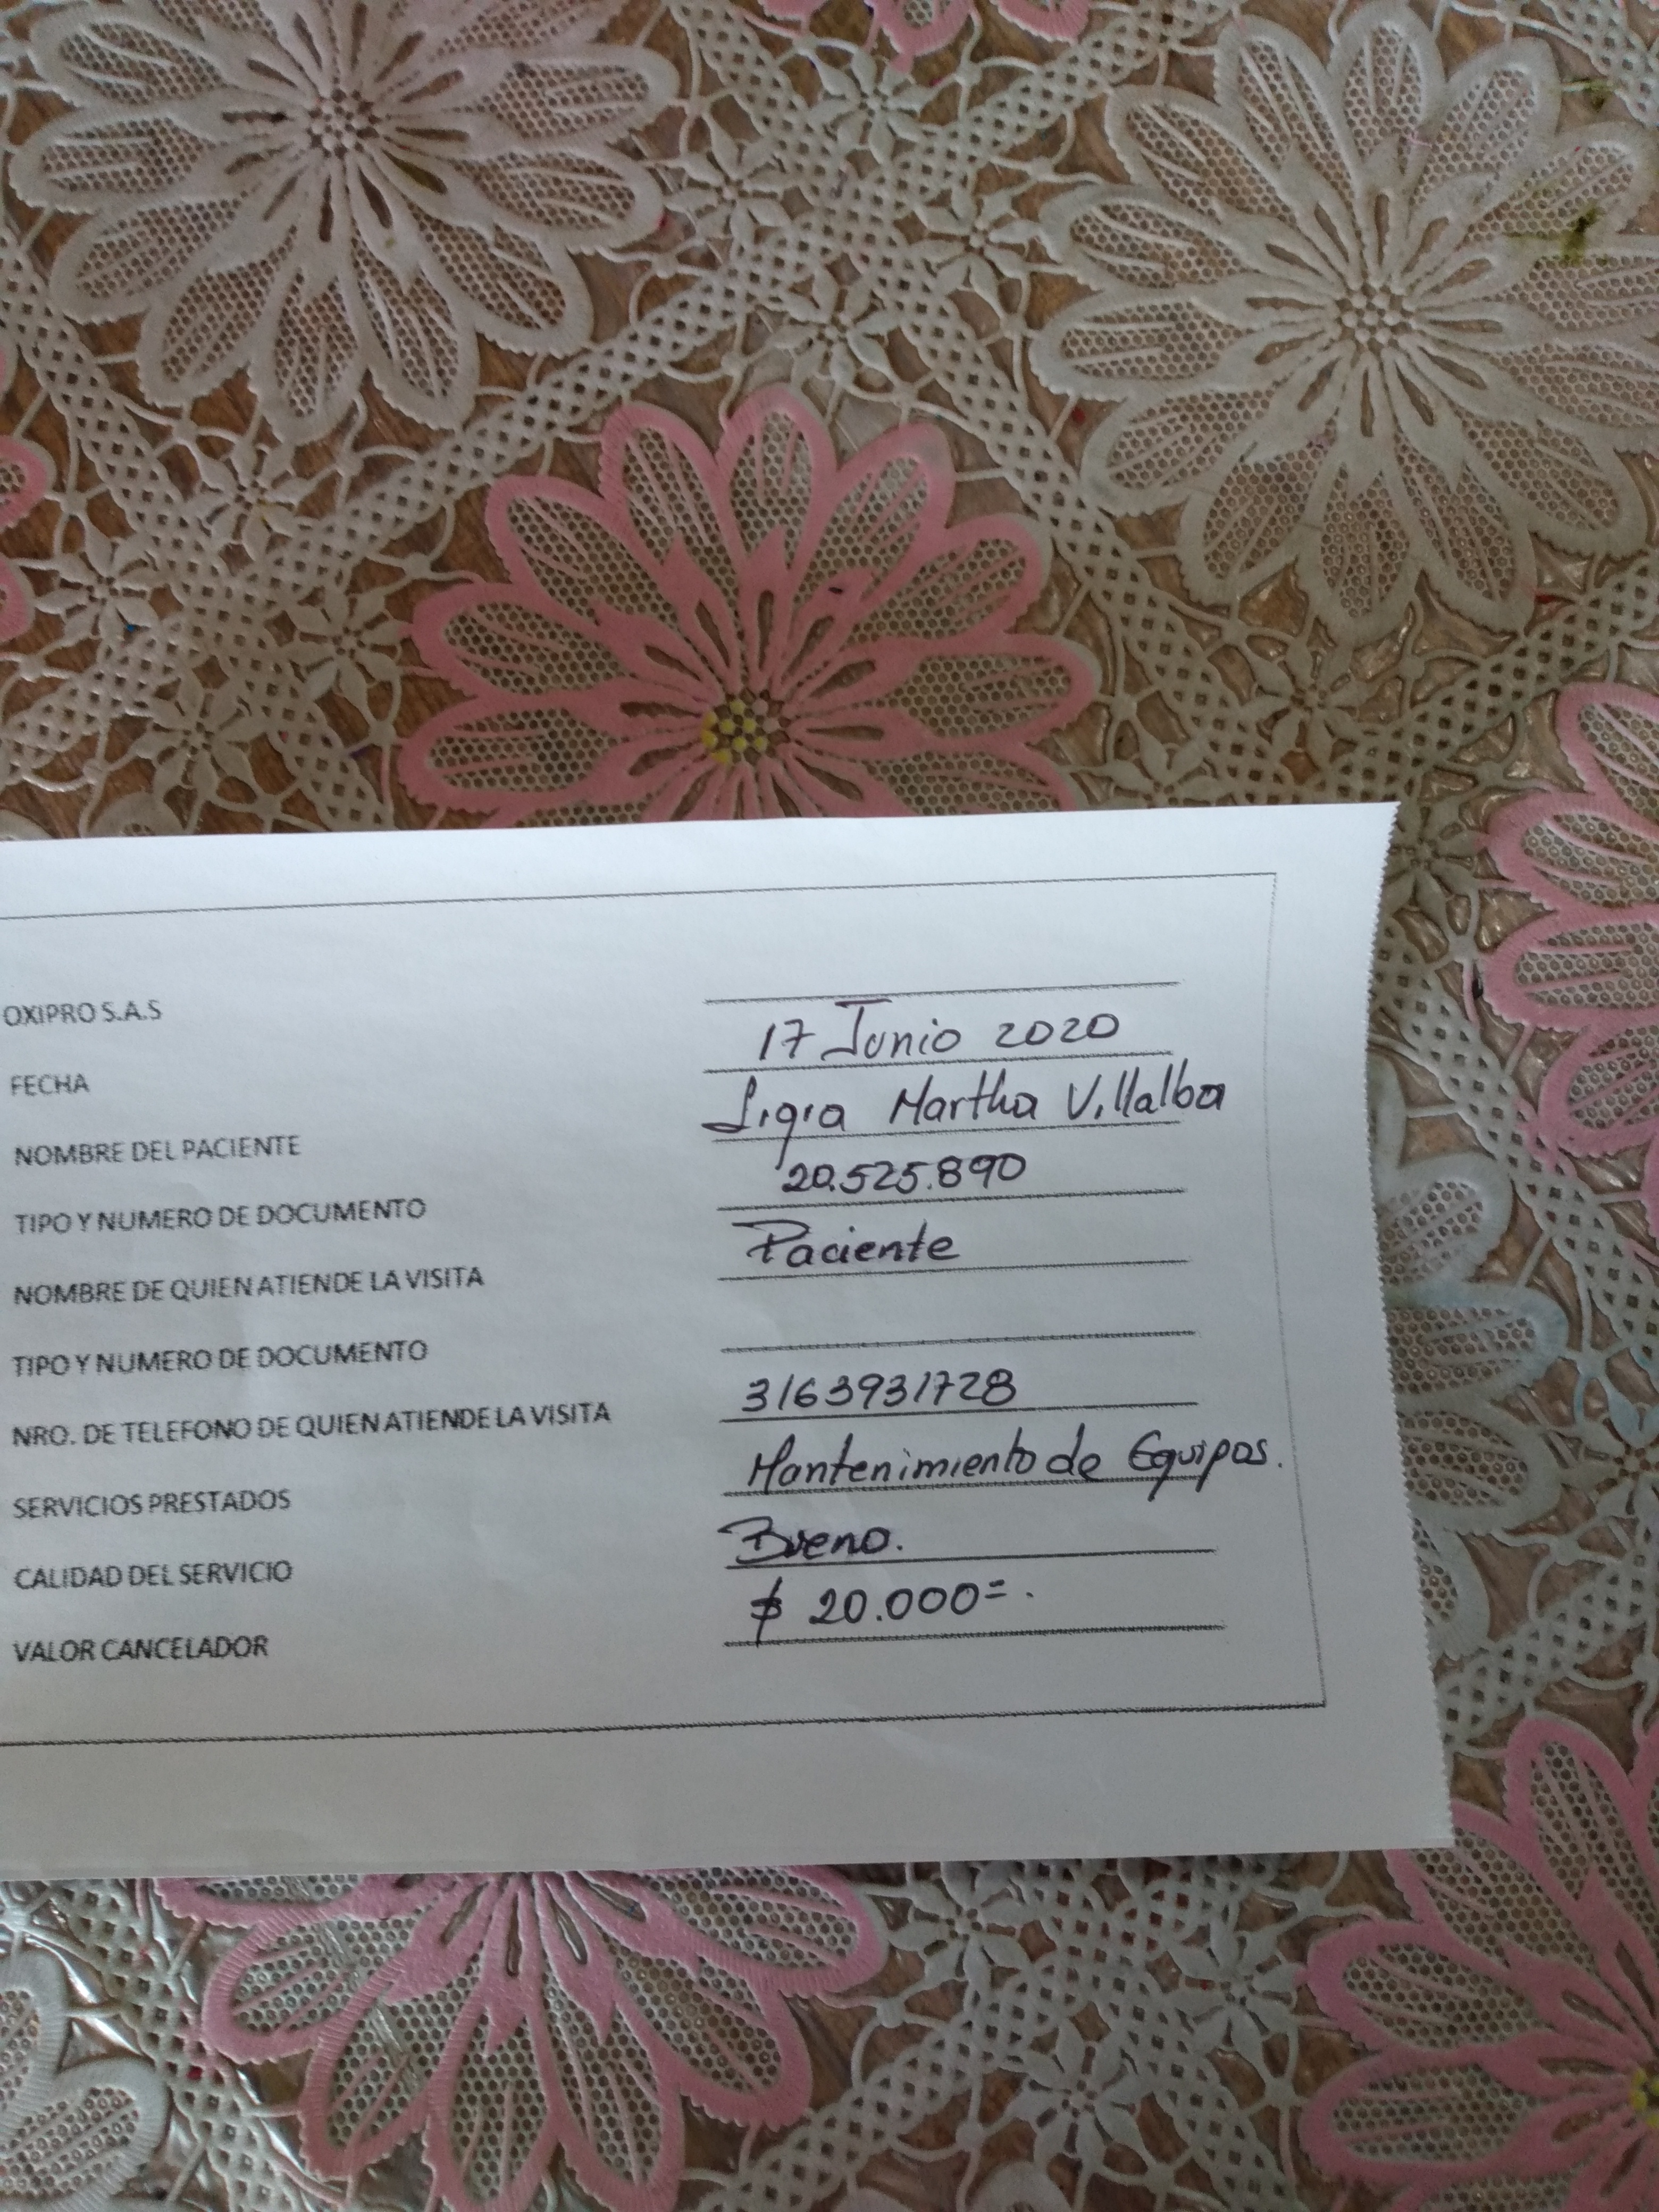 OXIPRO S.A.S
FECHA 17 Junio 2020
NOMBRE DEL PACIENTE Ligia Martha Villalba
TIPO Y NUMERO DE DOCUMENTO 20.525.890
NOMBRE DE QUIEN ATIENDE LA VISITA Paciente
TIPO Y NUMERO DE DOCUMENTO
NRO. DE TELEFONO DE QUIEN ATIENDE LA VISITA 3163931728
SERVICIOS PRESTADOS Mantenimiento de Equipos.
CALIDAD DEL SERVICIO Bueno.
VALOR CANCELADOR $ 20.000=.